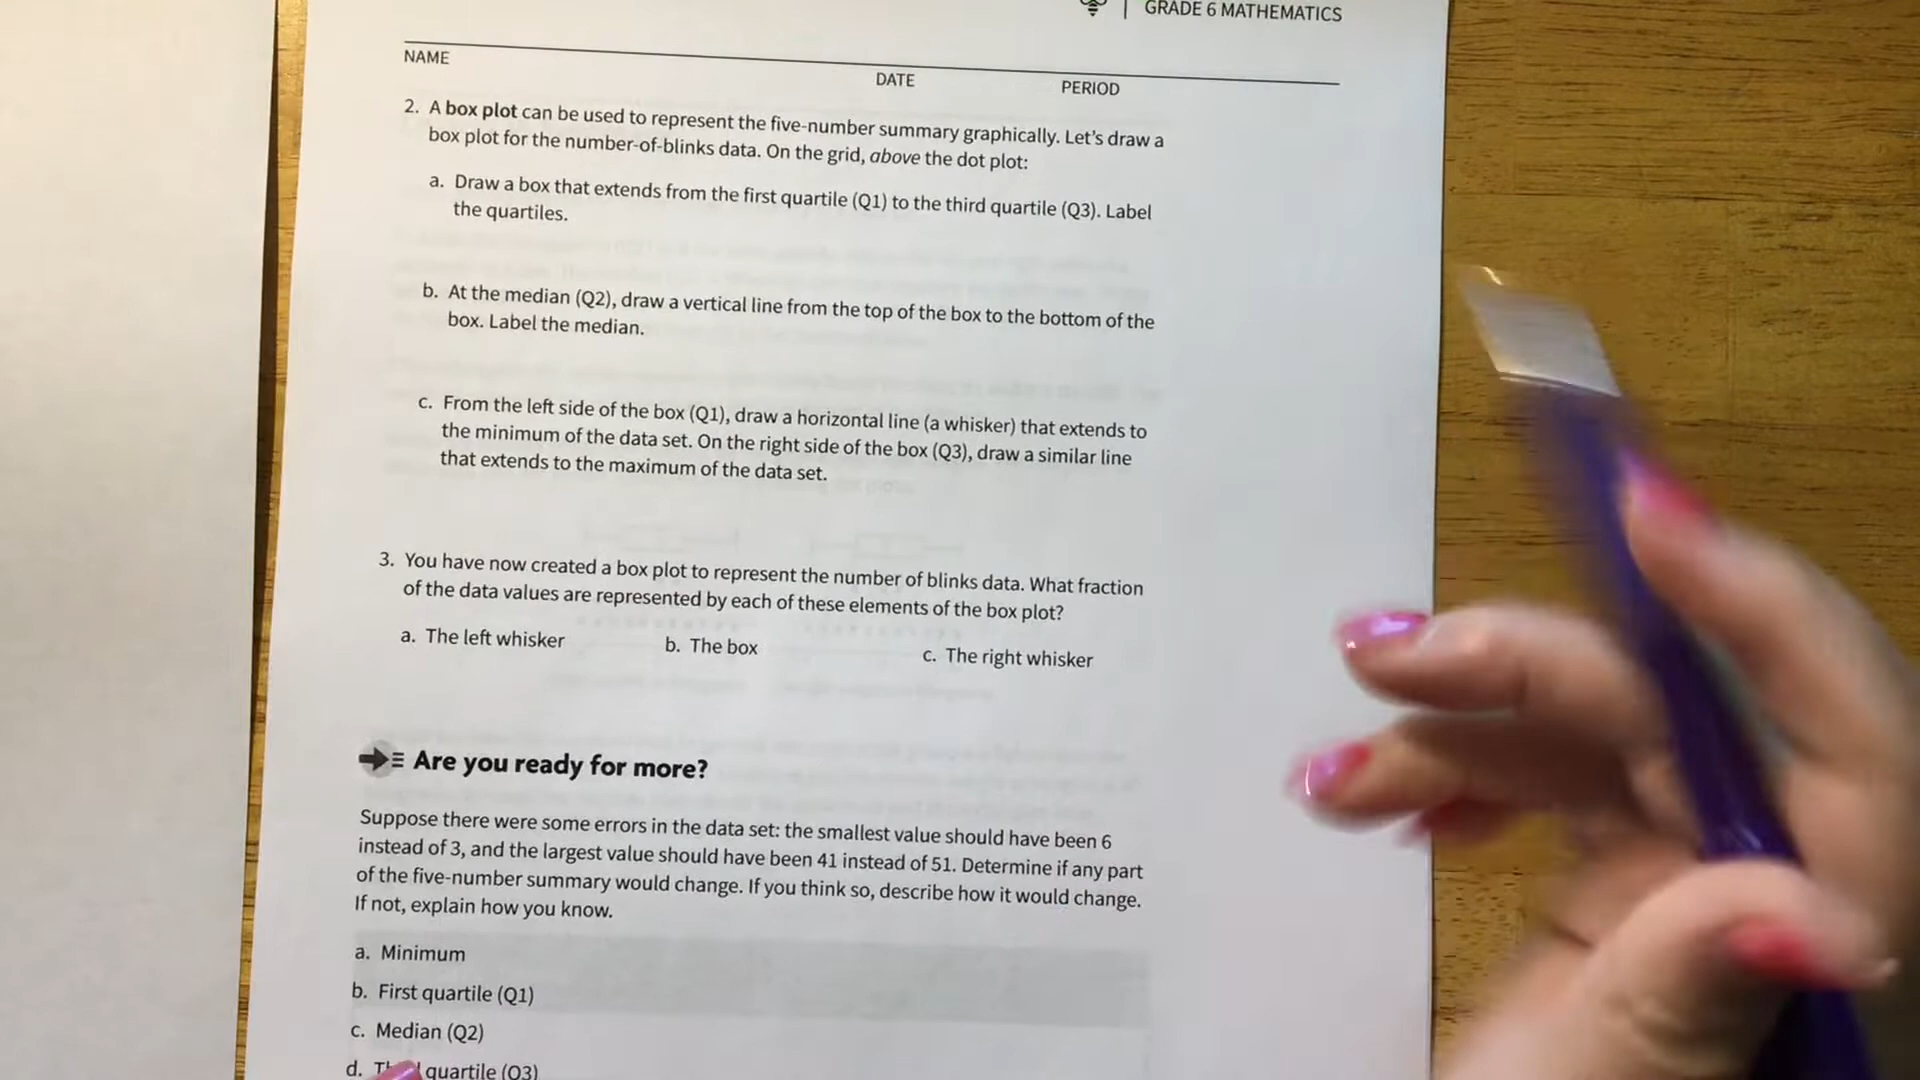 GRADE 6 MATHEMATICS
NAME
DATE
PERIOD
2. A box plot can be used to represent the five-number summary graphically. Let's draw a
box plot for the number-of-blinks data. On the grid, above the dot plot:
a. Draw a box that extends from the first quartile (Q1) to the third quartile (Q3). Label
the quartiles.
b. At the median (Q2), draw a vertical line from the top of the box to the bottom of the
box. Label the median.
c. From the left side of the box (Q1), draw a horizontal line (a whisker) that extends to
the minimum of the data set. On the right side of the box (Q3), draw a similar line
that extends to the maximum of the data set.
3. You have now created a box plot to represent the number of blinks data. What fraction
of the data values are represented by each of these elements of the box plot?
a. The left whisker
b. The box
c. The right whisker
Are you ready for more?
Suppose there were some errors in the data set: the smallest value should have been 6
instead of 3, and the largest value should have been 41 instead of 51. Determine if any part
of the five-number summary would change. If you think so, describe how it would change.
If not, explain how you know.
a. Minimum
b. First quartile (Q1)
c. Median (Q2)
d. quartile (Q3)